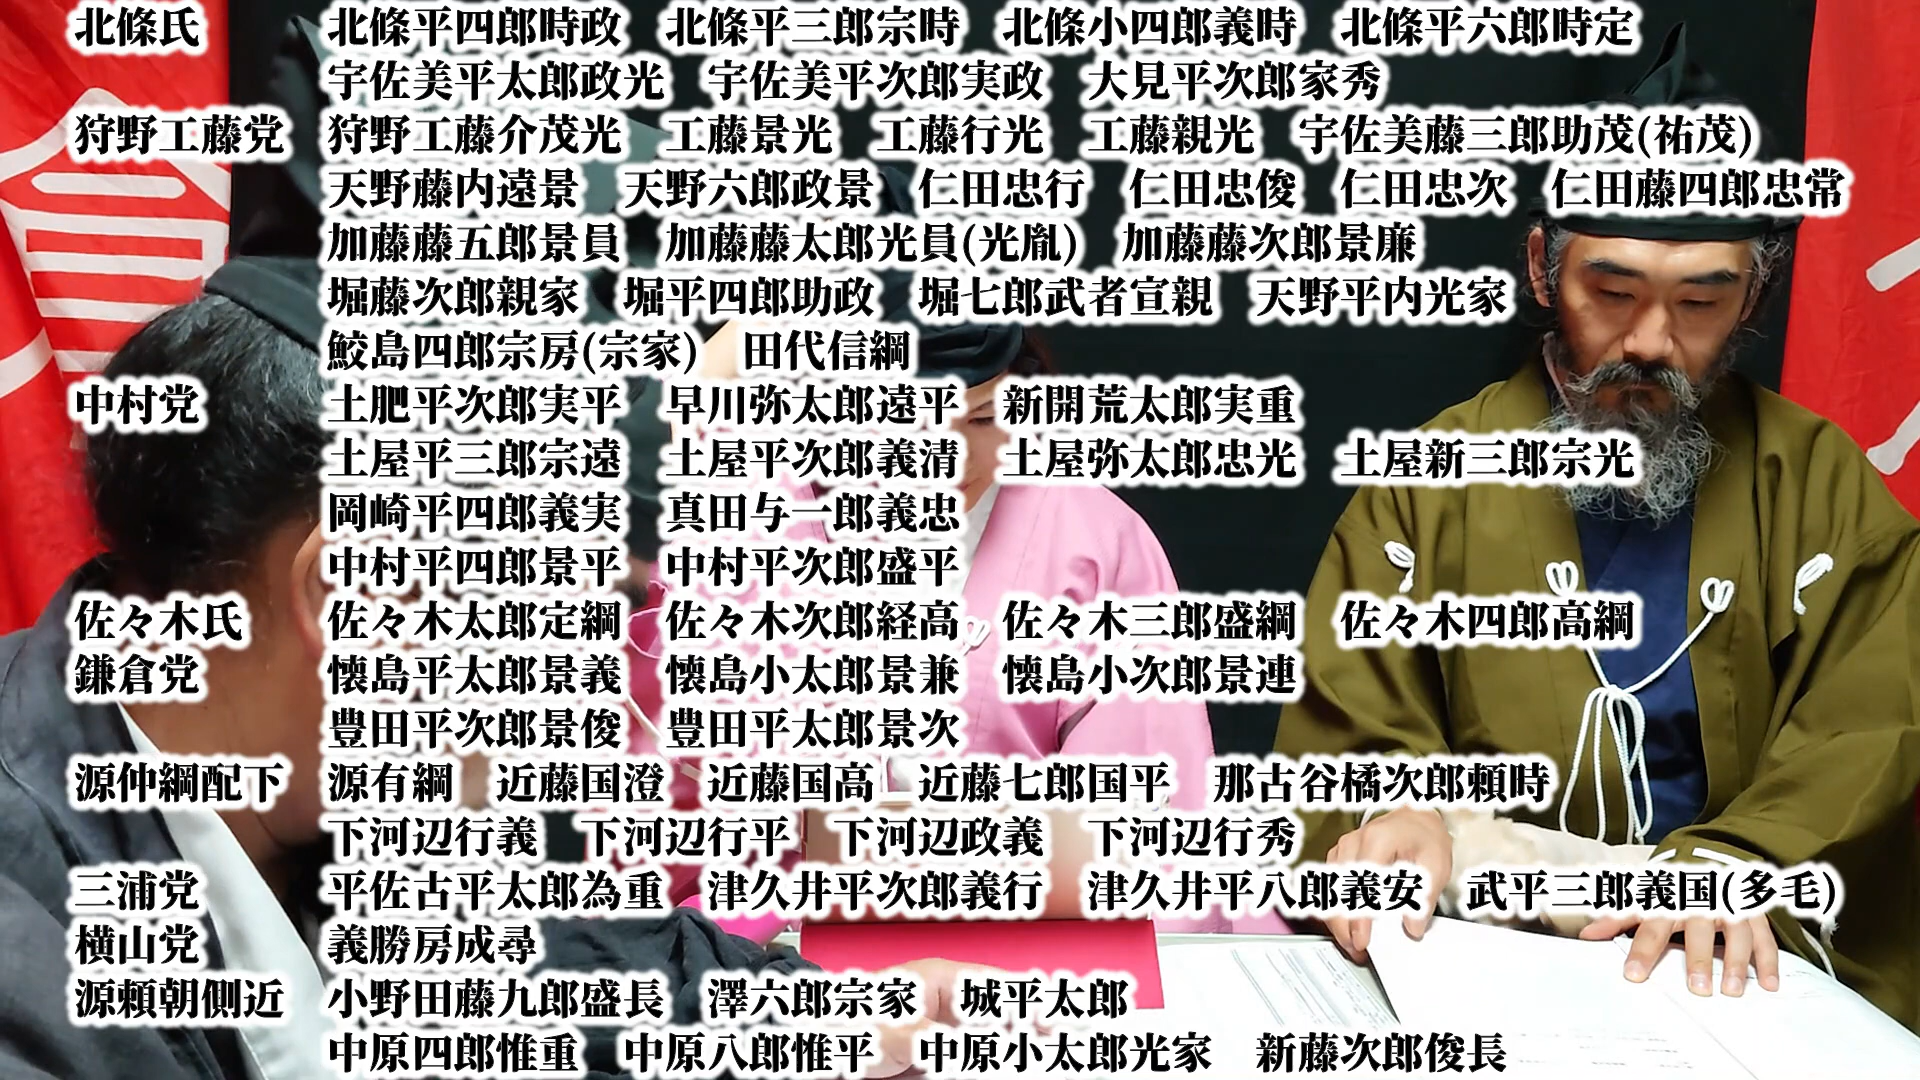 北條氏　北條平四郎時政　北條平三郎宗時　北條小四郎義時　北條平六郎時定
宇佐美平太郎政光　宇佐美平次郎実政　大見平次郎家秀
狩野工藤党　狩野工藤介茂光　工藤景光　工藤行光　工藤親光　宇佐美藤三郎助茂(祐茂)
天野藤内遠景　天野六郎政景　仁田忠行　仁田忠俊　仁田忠次　仁田藤四郎忠常
加藤藤五郎景員　加藤藤太郎光員(光胤)　加藤藤次郎景廉
堀藤次郎親家　堀平四郎助政　堀七郎武者宣親　天野平内光家
鮫島四郎宗房(宗家)　田代信綱
中村党　土肥平次郎実平　早川弥太郎遠平　新開荒太郎実重
土屋平三郎宗遠　土屋平次郎義清　土屋弥太郎忠光　土屋新三郎宗光
岡崎平四郎義実　真田与一郎義忠
中村平四郎景平　中村平次郎盛平
佐々木氏　佐々木太郎定綱　佐々木次郎経高　佐々木三郎盛綱　佐々木四郎高綱
鎌倉党　懐島平太郎景義　懐島小太郎景兼　懐島小次郎景連
豊田平次郎景俊　豊田平太郎景次
源仲綱配下　源有綱　近藤国澄　近藤国高　近藤七郎国平　那古谷橘次郎頼時
下河辺行義　下河辺行平　下河辺政義　下河辺行秀
三浦党　平佐古平太郎為重　津久井平次郎義行　津久井平八郎義安　武平三郎義国(多毛)
横山党　義勝房成尋
源頼朝側近　小野田藤九郎盛長　澤六郎宗家　城平太郎
中原四郎惟重　中原八郎惟平　中原小太郎光家　新藤次郎俊長